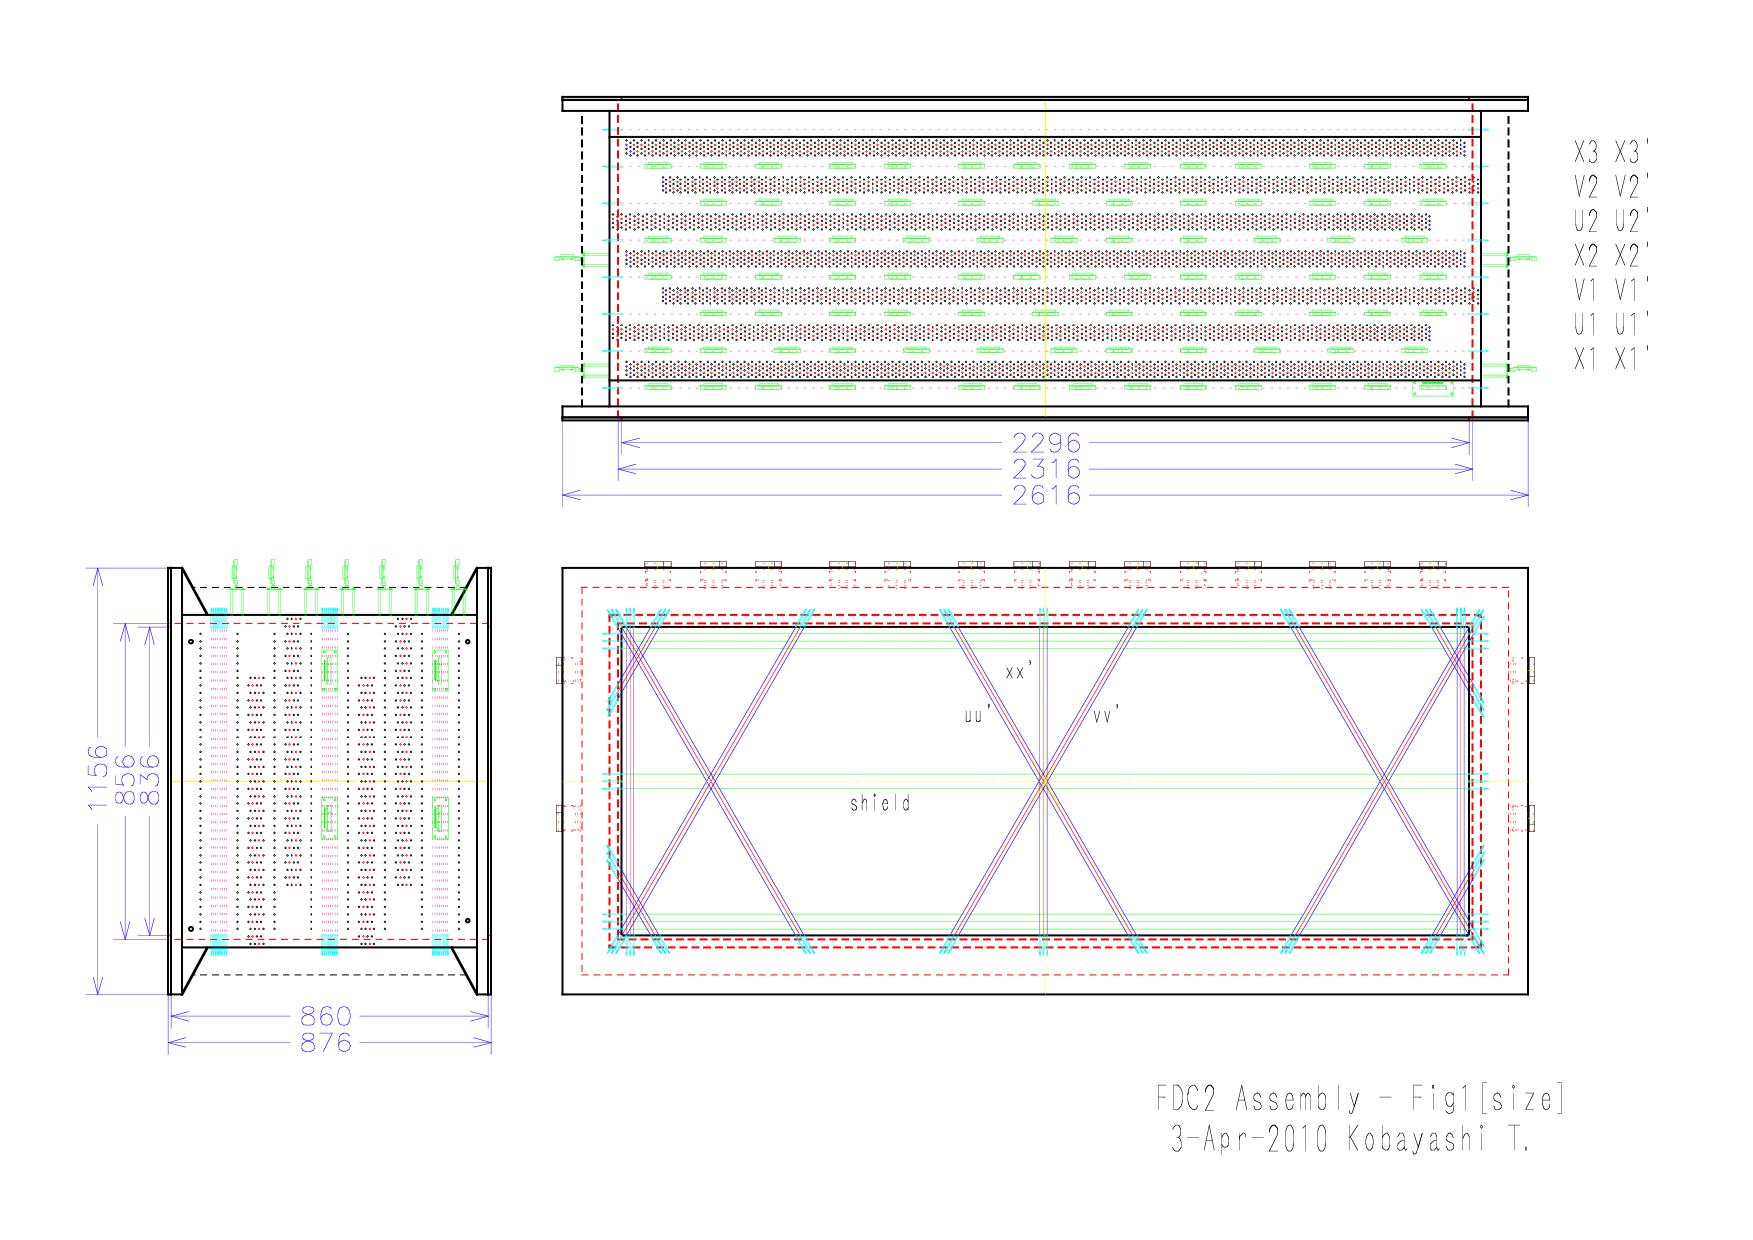 X3 X3'
V2 V2'
U2 U2'
X2 X2'
V1 V1'
U1 U1'
X1 X1'
2296
2316
2616
1156
856
836
xx'
uu'
vv'
shield
860
876
FDC2 Assembly - Fig1[size]
3-Apr-2010 Kobayashi T.